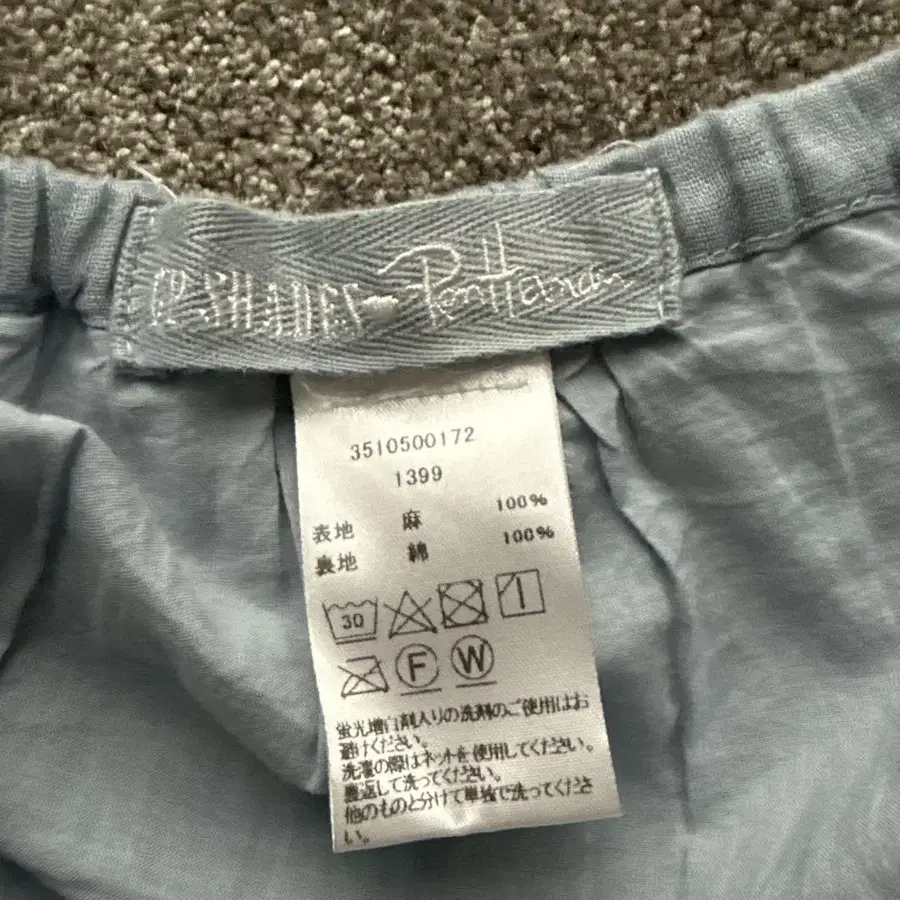 CP SHADES - Ron Herman
3510500172
1399
表地 麻 100%
裏地 綿 100%
30
F W
蛍光増白剤入りの洗剤のご使用はお
避けください。
洗濯の際はネットを使用してください。
裏返して洗ってください。
他のものと分けて単独で洗ってくださ
い。